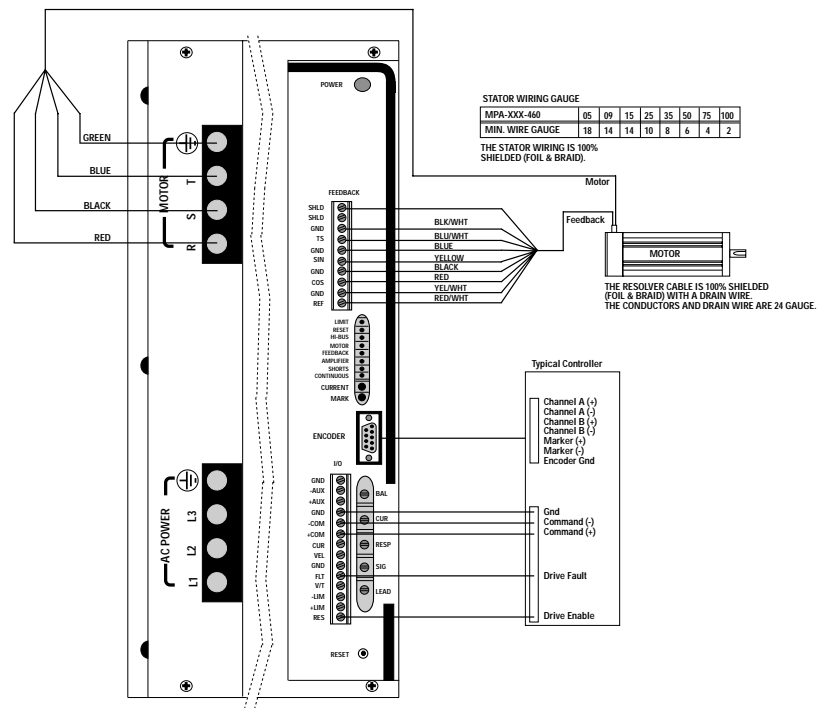 POWER
STATOR WIRING GAUGE
MPA-XXX-460 05 09 15 25 35 50 75 100
MIN. WIRE GAUGE 18 14 14 10 8 6 4 2
THE STATOR WIRING IS 100%
SHIELDED (FOIL & BRAID).
GREEN
BLUE
BLACK
RED
MOTOR
T
S
R
Motor
Feedback
MOTOR
THE RESOLVER CABLE IS 100% SHIELDED
(FOIL & BRAID) WITH A DRAIN WIRE.
THE CONDUCTORS AND DRAIN WIRE ARE 24 GAUGE.
FEEDBACK
SHLD
SHLD
GND BLK/WHT
TS BLU/WHT
GND BLUE
SIN YELLOW
GND BLACK
COS RED
GND YEL/WHT
REF RED/WHT
LIMIT
RESET
HI-BUS
MOTOR
FEEDBACK
AMPLIFIER
SHORTS
CONTINUOUS
CURRENT
MARK
ENCODER
Typical Controller
Channel A (+)
Channel A (-)
Channel B (+)
Channel B (-)
Marker (+)
Marker (-)
Encoder Gnd
Gnd
Command (-)
Command (+)
Drive Fault
Drive Enable
I/O
GND
-AUX
+AUX
GND
-COM
+COM
CUR
VEL
GND
FLT
V/T
-LIM
+LIM
RES
BAL
CUR
RESP
SIG
LEAD
RESET
AC POWER
L3
L2
L1